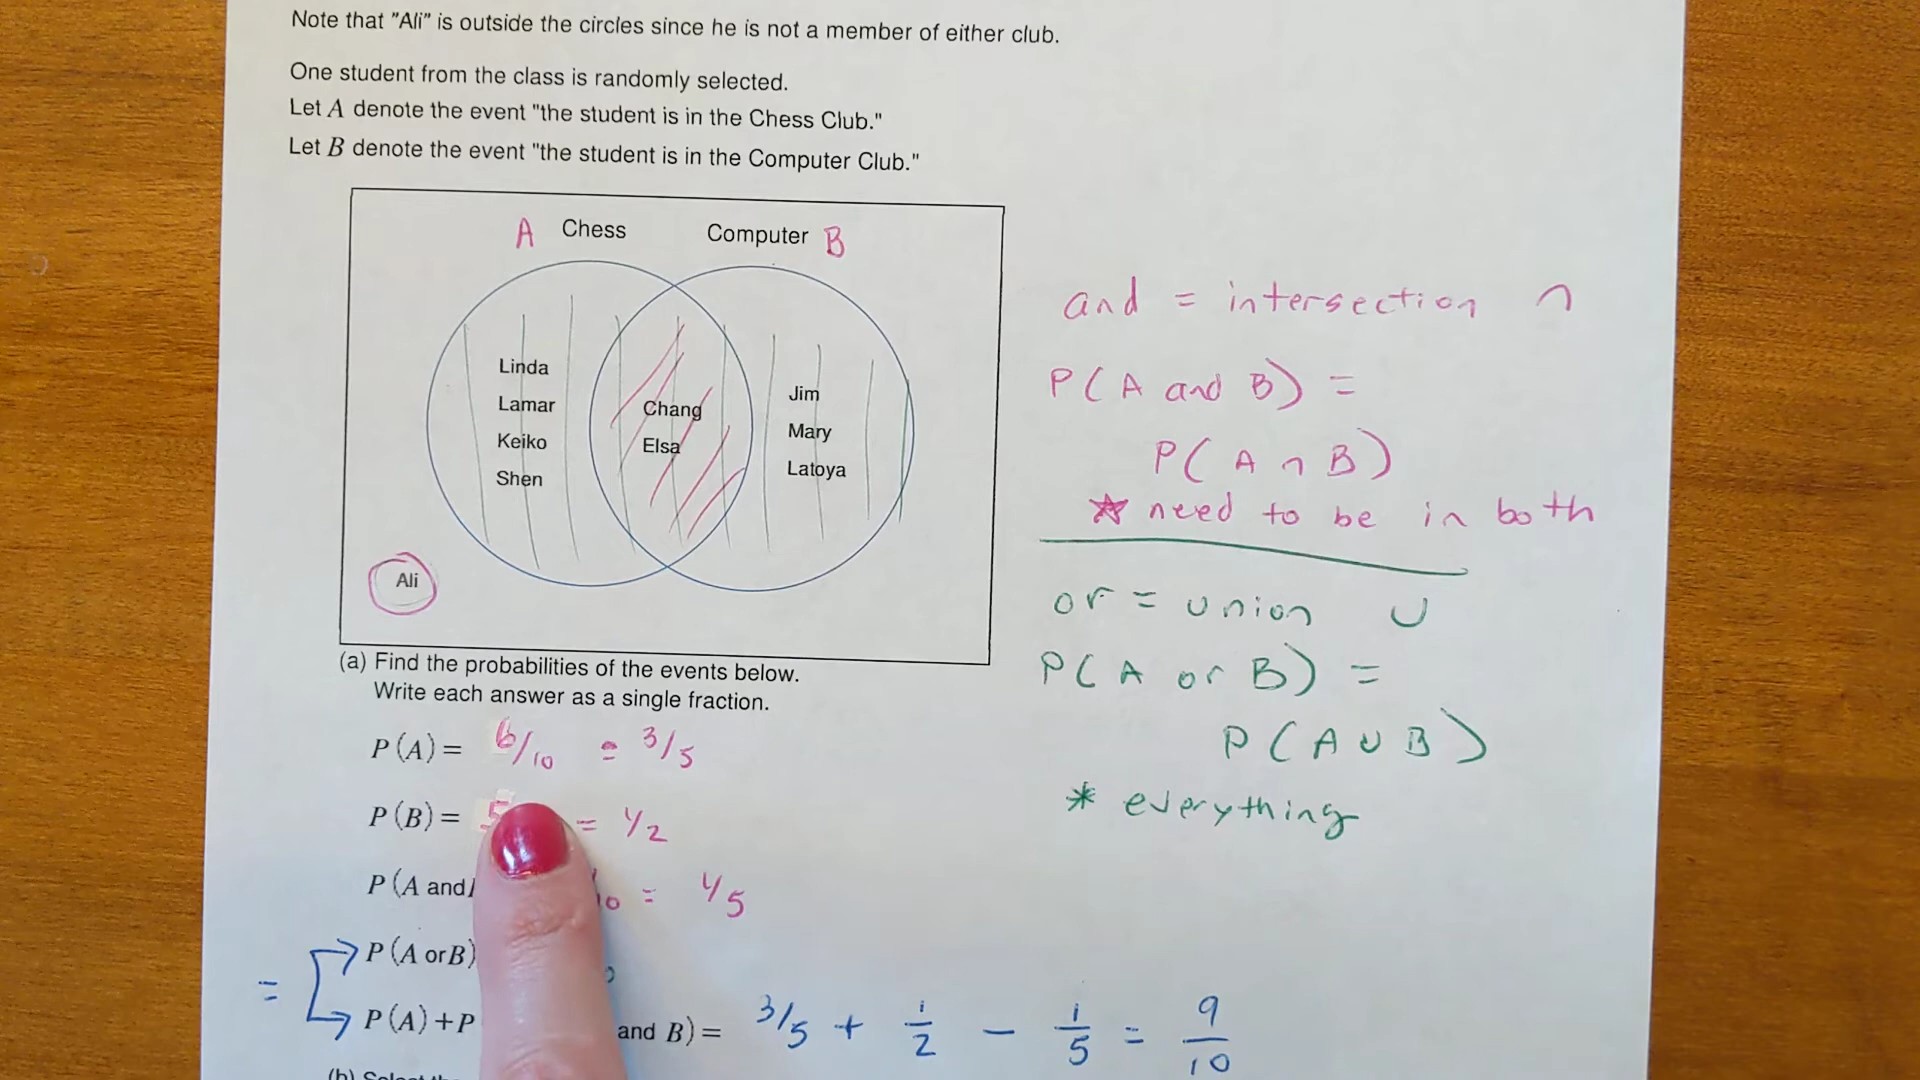 Note that "Ali" is outside the circles since he is not a member of either club.
One student from the class is randomly selected.
Let A denote the event "the student is in the Chess Club."
Let B denote the event "the student is in the Computer Club."
A Chess Computer B
Linda
Lamar
Keiko
Shen
Chang
Elsa
Jim
Mary
Latoya
Ali
and = intersection ∩
P(A and B) =
P(A ∩ B)
* need to be in both
or = union ∪
P(A or B) =
P(A ∪ B)
* everything
(a) Find the probabilities of the events below.
Write each answer as a single fraction.
P(A) = 6/10 = 3/5
P(B) = 5 = 1/2
P(A and = 1/5
P(A or B)
= P(A)+P and B) = 3/5 + 1/2 - 1/5 = 9/10
(b)